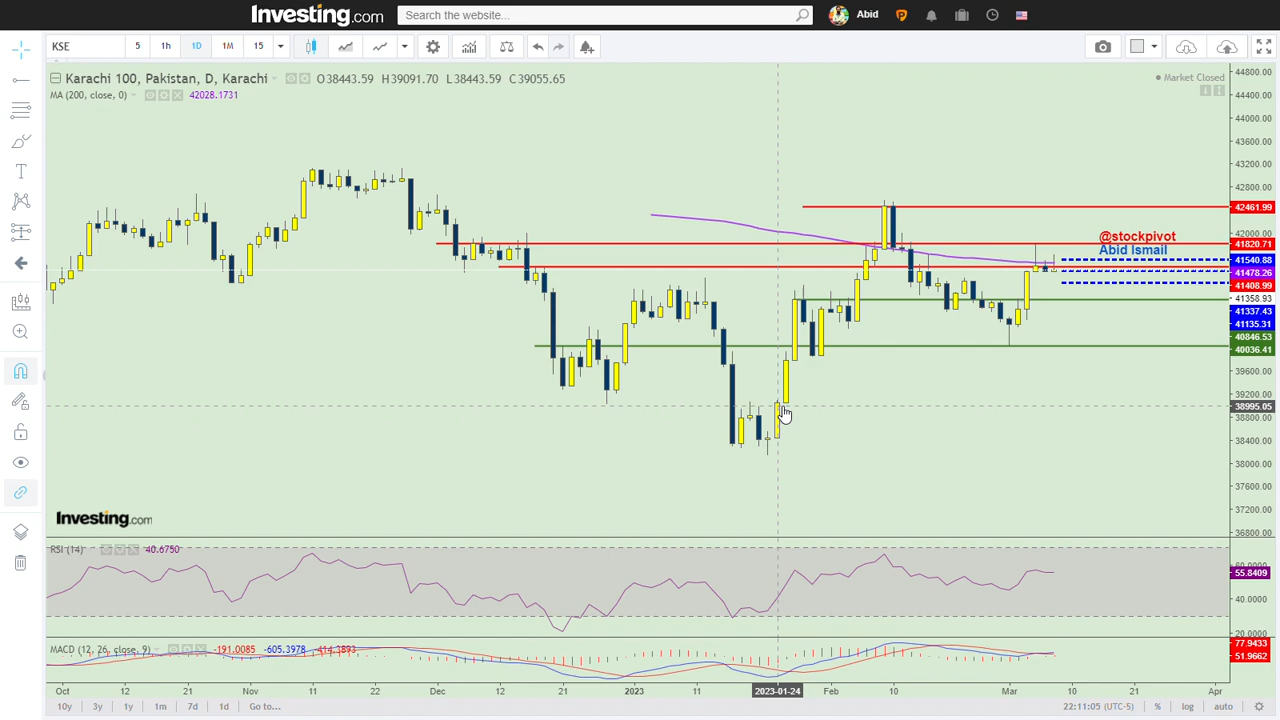 Investing.com
Search the website...
Abid
KSE 5 1h 1D 1M 15
Karachi 100, Pakistan, D, Karachi O38443.59 H39091.70 L38443.59 C39055.65
MA (200, close, 0) 42028.1731
Market Closed
44800.00
44400.00
44000.00
43600.00
43200.00
42800.00
42461.99
42000.00
@stockpivot
Abid Ismail
41820.71
41540.88
41478.26
41408.99
41358.93
41337.43
41135.31
40846.53
40036.41
39600.00
39200.00
38995.05
38800.00
38400.00
38000.00
37600.00
37200.00
36800.00
Investing.com
RSI (14) 40.6750
55.8409
40.0000
20.0000
MACD (12, 26, close, 9) -191.0085 -605.3978 -414.3893
77.9433
51.9662
Oct 12 21 Nov 11 22 Dec 12 21 2023 11 2023-01-24 Feb 10 Mar 10 21 Apr
10y 3y 1y 1m 7d 1d Go to... 22:11:05 (UTC-5) % log auto